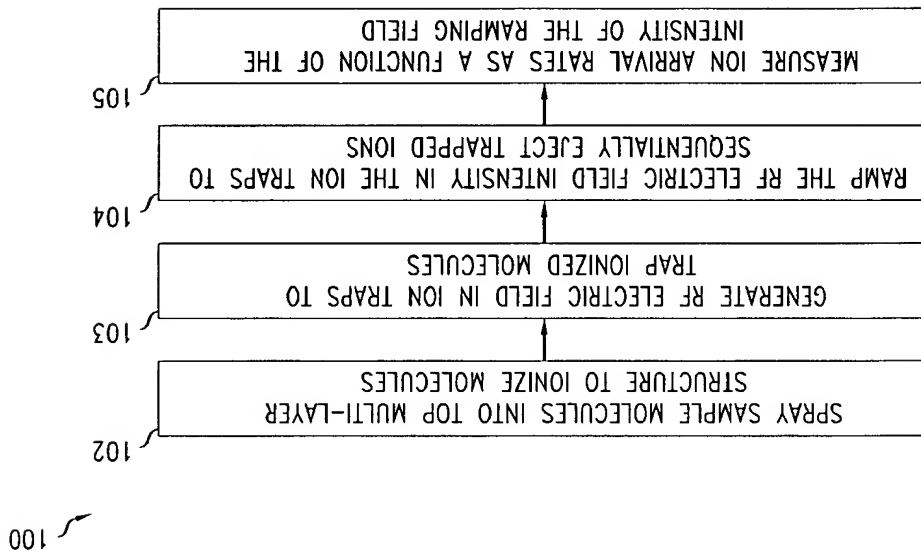 100
102
SPRAY SAMPLE MOLECULES INTO TOP MULTI-LAYER
STRUCTURE TO IONIZE MOLECULES
103
GENERATE RF ELECTRIC FIELD IN ION TRAPS TO
TRAP IONIZED MOLECULES
104
RAMP THE RF ELECTRIC FIELD INTENSITY IN THE ION TRAPS TO
SEQUENTIALLY EJECT TRAPPED IONS
105
MEASURE ION ARRIVAL RATES AS A FUNCTION OF THE
INTENSITY OF THE RAMPING FIELD